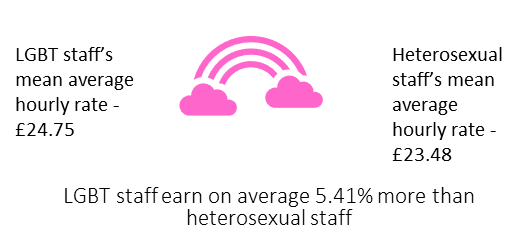 LGBT staff's
mean average
hourly rate -
£24.75
Heterosexual
staff's mean
average
hourly rate -
£23.48
LGBT staff earn on average 5.41% more than
heterosexual staff